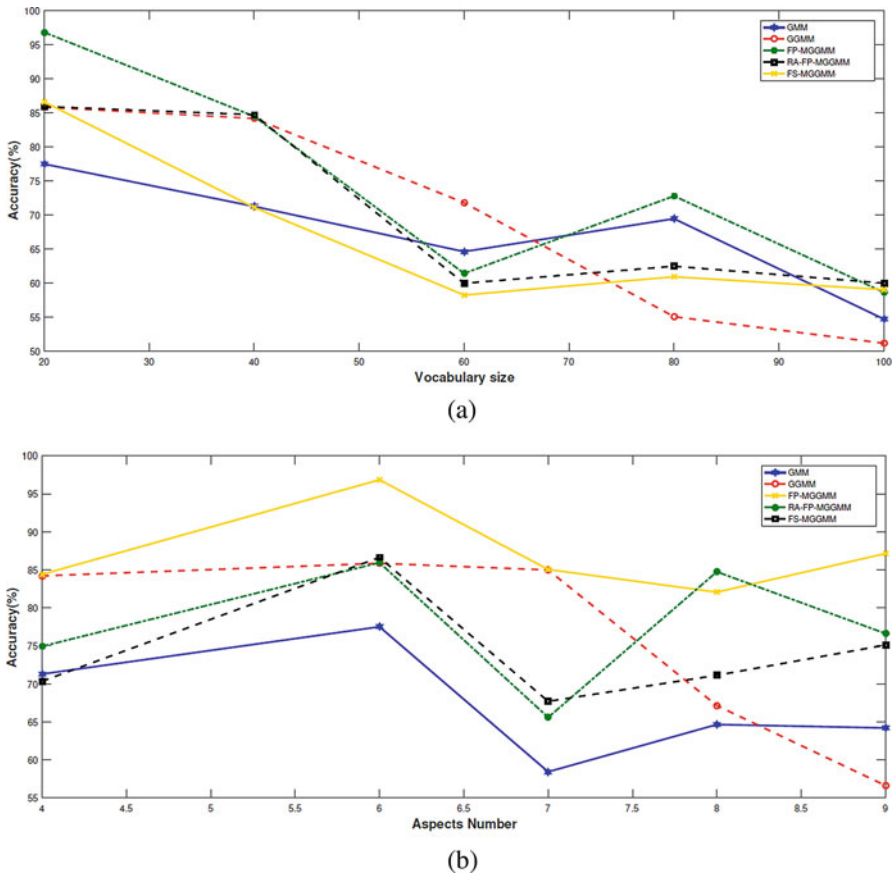 100
95
90
85
80
75
70
65
60
55
50
Accuracy(%)
GMM
GGMM
FP-MGGMM
RA-FP-MGGMM
FS-MGGMM
20 30 40 50 60 70 80 90 100
Vocabulary size
(a)
100
95
90
85
80
75
70
65
60
55
Accuracy(%)
GMM
GGMM
FP-MGGMM
RA-FP-MGGMM
FS-MGGMM
4 4.5 5 5.5 6 6.5 7 7.5 8 8.5 9
Aspects Number
(b)